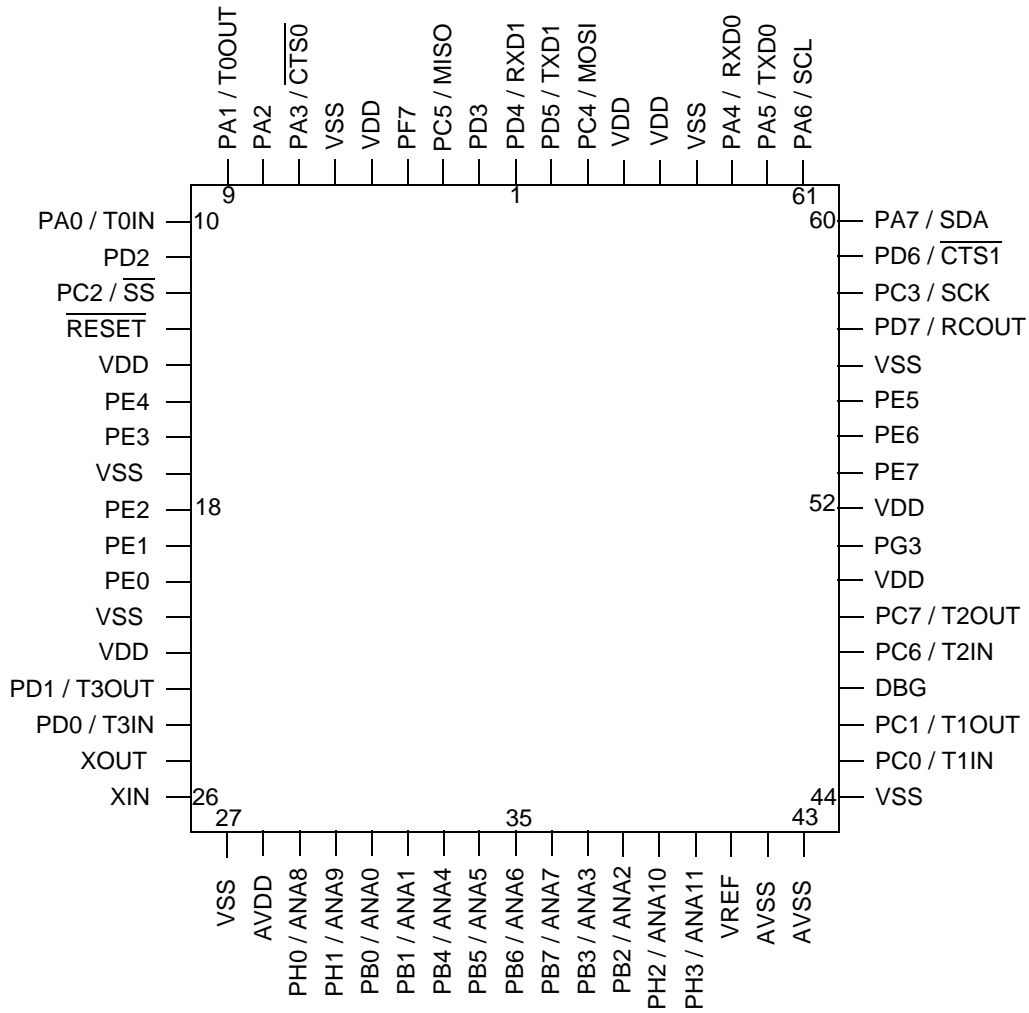 PA1 / T0OUT
PA2
PA3 / CTS0
VSS
VDD
PF7
PC5 / MISO
PD3
PD4 / RXD1
PD5 / TXD1
PC4 / MOSI
VDD
VDD
VSS
PA4 / RXD0
PA5 / TXD0
PA6 / SCL
9
1
61
PA0 / T0IN
10
60
PA7 / SDA
PD2
PD6 / CTS1
PC2 / SS
PC3 / SCK
RESET
PD7 / RCOUT
VDD
VSS
PE4
PE5
PE3
PE6
VSS
PE7
PE2
18
52
VDD
PE1
PG3
PE0
VDD
VSS
PC7 / T2OUT
VDD
PC6 / T2IN
PD1 / T3OUT
DBG
PD0 / T3IN
PC1 / T1OUT
XOUT
PC0 / T1IN
XIN
26
44
VSS
27
35
43
VSS
AVDD
PH0 / ANA8
PH1 / ANA9
PB0 / ANA0
PB1 / ANA1
PB4 / ANA4
PB5 / ANA5
PB6 / ANA6
PB7 / ANA7
PB3 / ANA3
PB2 / ANA2
PH2 / ANA10
PH3 / ANA11
VREF
AVSS
AVSS